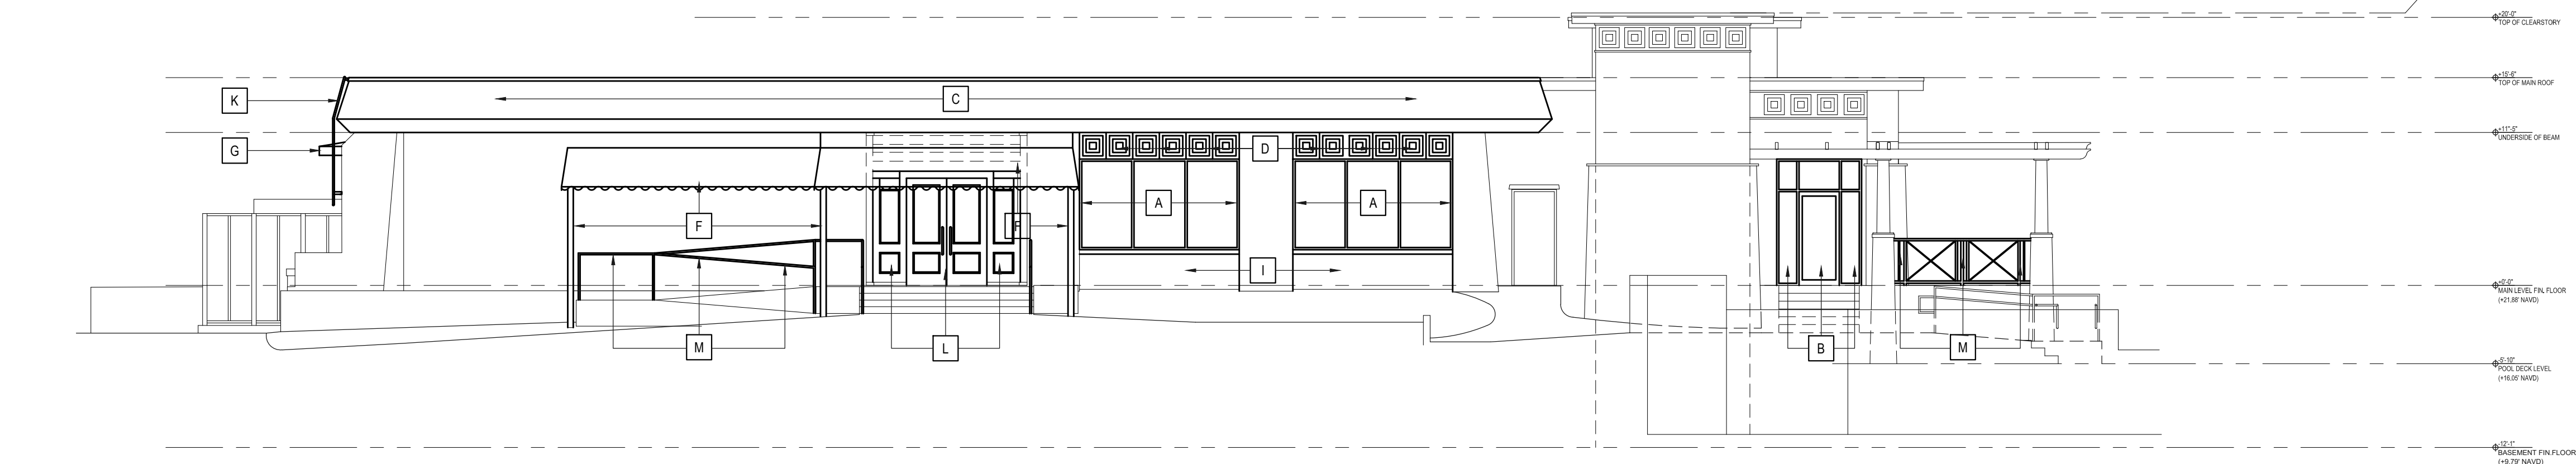 +20'-0"
TOP OF CLEARSTORY
+15'-6"
TOP OF MAIN ROOF
K
C
+11'-5"
UNDERSIDE OF BEAM
G
D
A
A
F
F
I
+0'-0"
MAIN LEVEL FIN, FLOOR
(+21.88' NAVD)
M
L
B
M
-5'-10"
POOL DECK LEVEL
(+16.05' NAVD)
-12'-1"
BASEMENT FIN.FLOOR
(+9.79' NAVD)